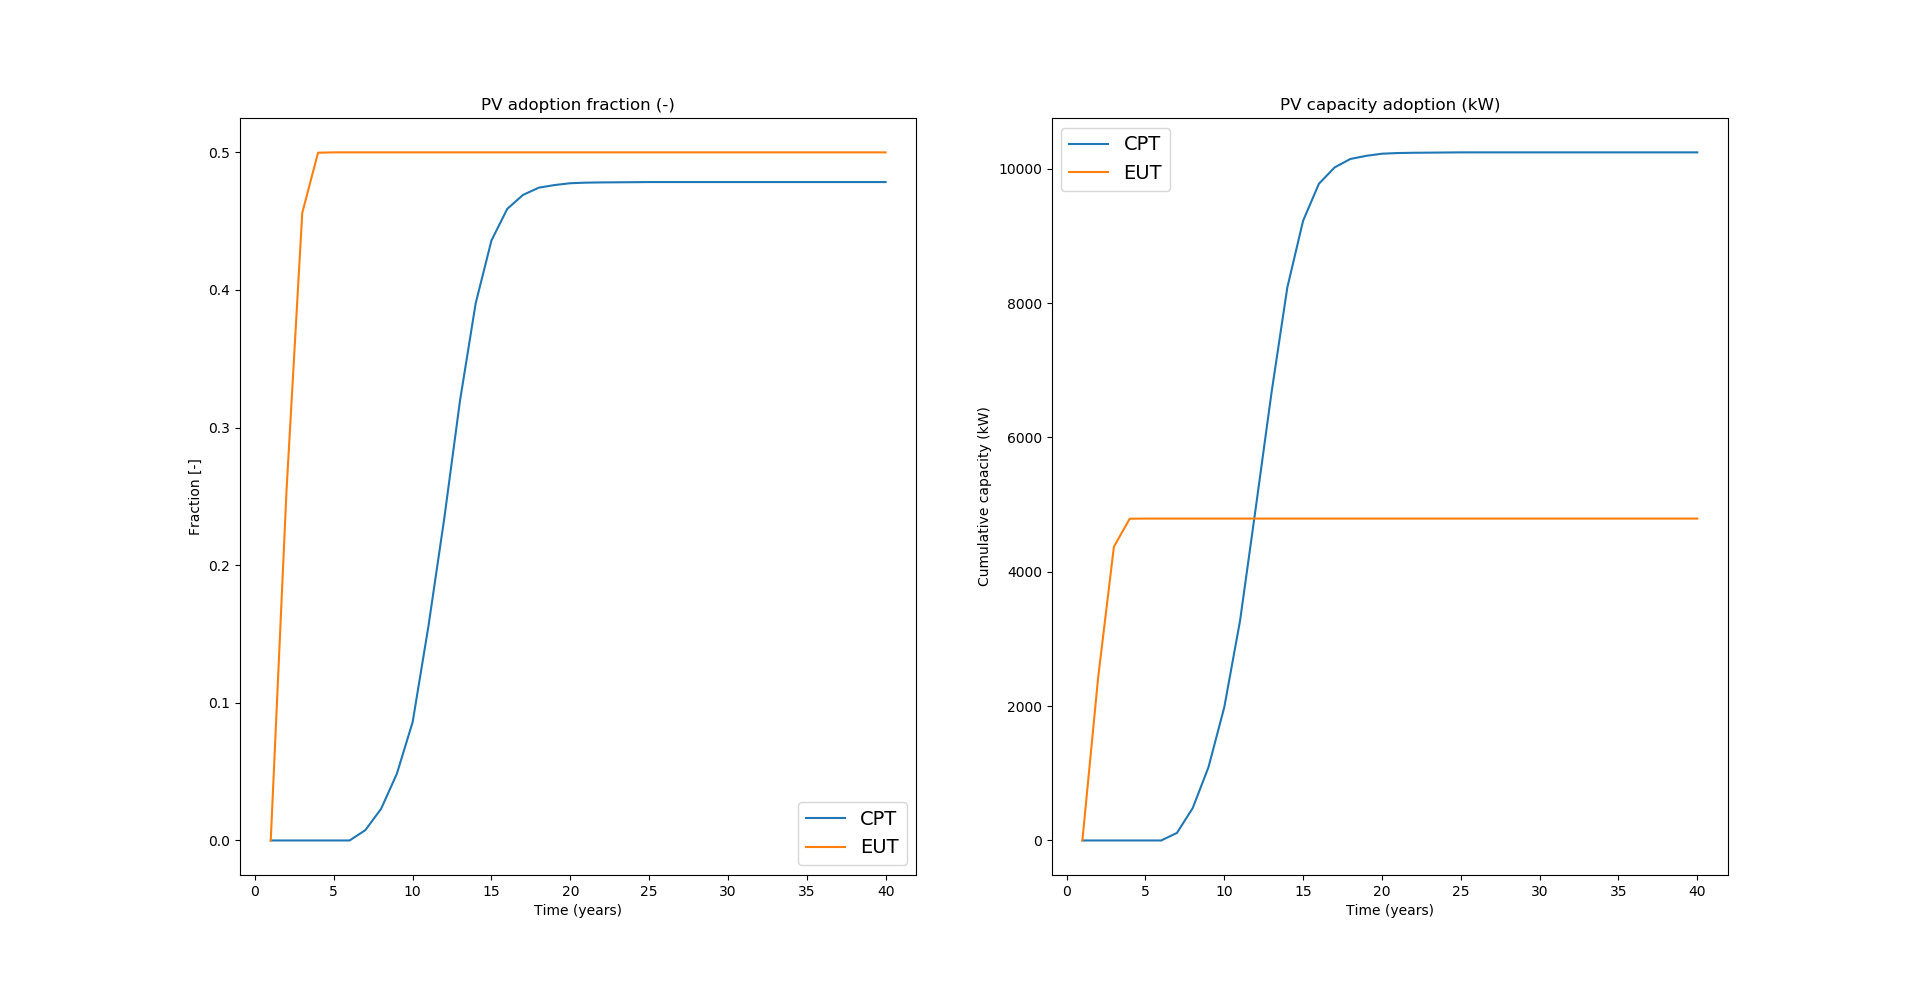 PV adoption fraction (-)
0.5
0.4
0.3
0.2
0.1
0.0
Fraction [-]
CPT
EUT
0 5 10 15 20 25 30 35 40
Time (years)
PV capacity adoption (kW)
CPT
EUT
10000
8000
6000
4000
2000
0
Cumulative capacity (kW)
0 5 10 15 20 25 30 35 40
Time (years)